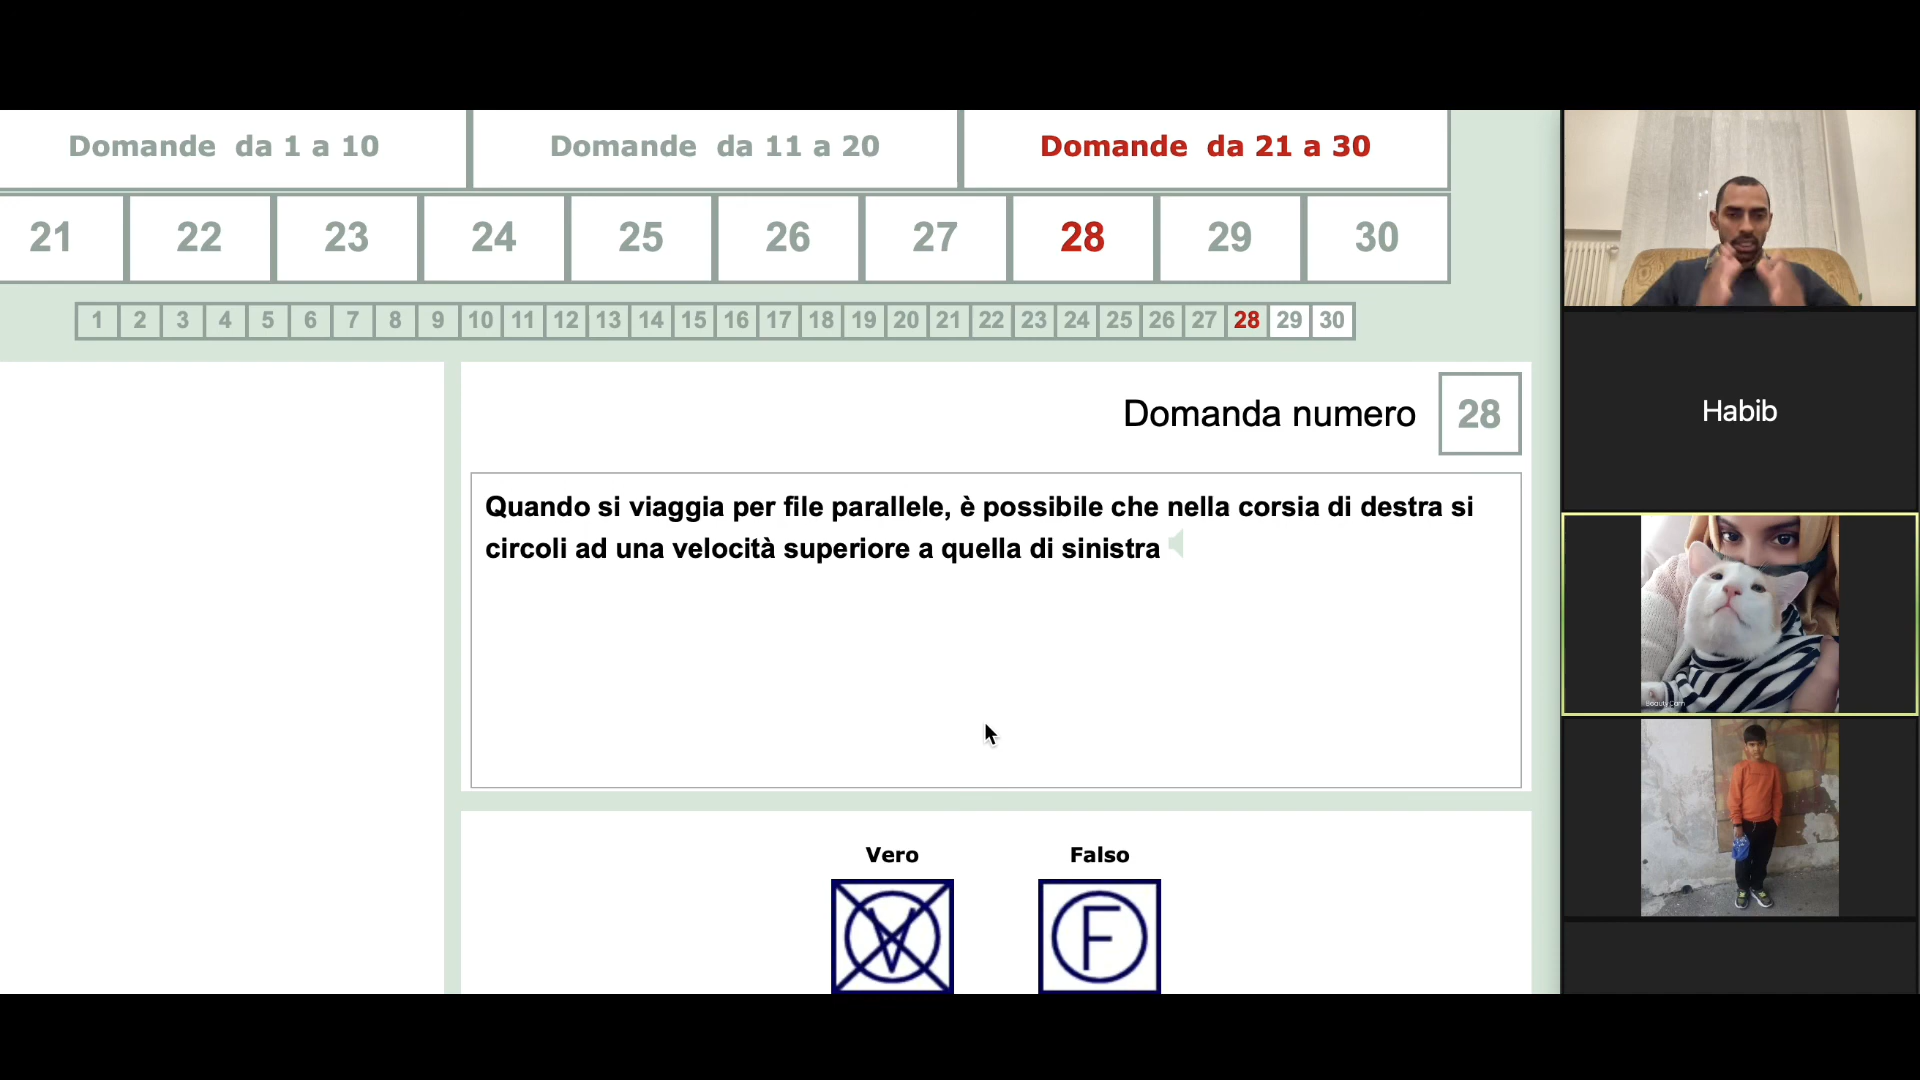 Domande da 1 a 10
Domande da 11 a 20
Domande da 21 a 30
21 22 23 24 25 26 27 28 29 30
1 2 3 4 5 6 7 8 9 10 11 12 13 14 15 16 17 18 19 20 21 22 23 24 25 26 27 28 29 30
Domanda numero 28
Quando si viaggia per file parallele, è possibile che nella corsia di destra si
circoli ad una velocità superiore a quella di sinistra
Vero
Falso
V
F
Habib
BeautyCam